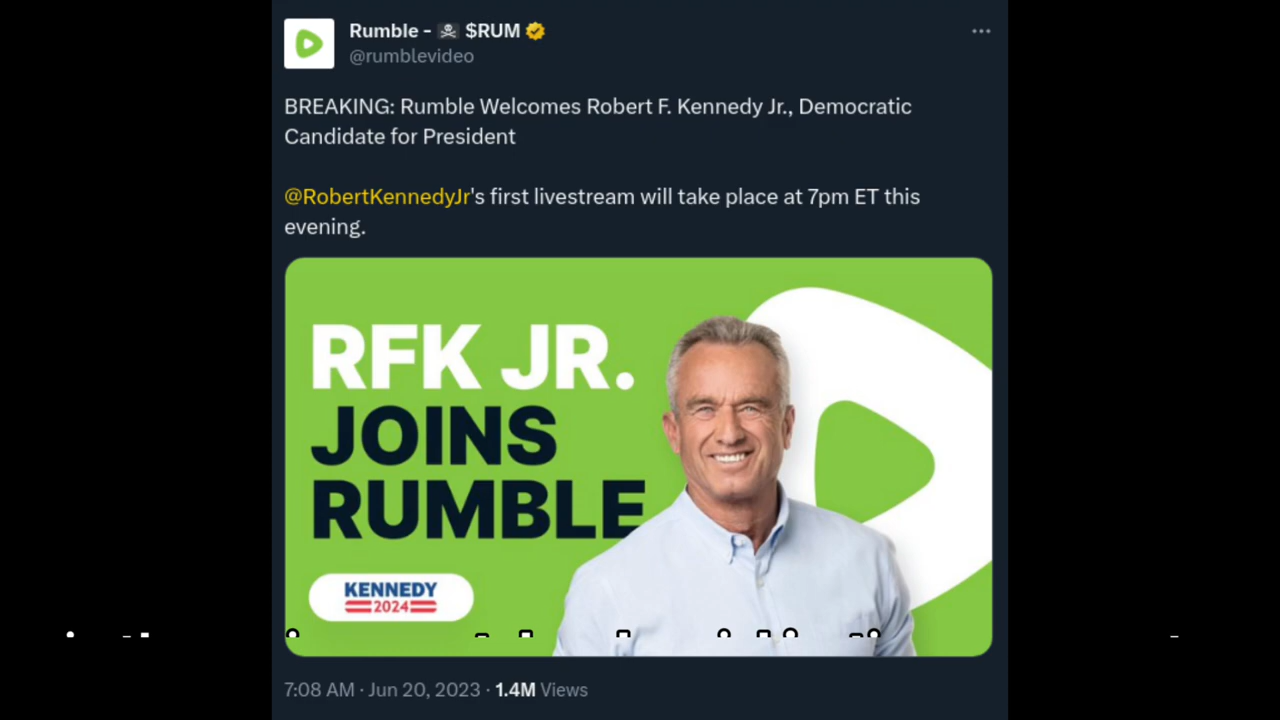 Rumble - ☠️ $RUM
@rumblevideo
BREAKING: Rumble Welcomes Robert F. Kennedy Jr., Democratic
Candidate for President
@RobertKennedyJr's first livestream will take place at 7pm ET this
evening.
RFK JR.
JOINS
RUMBLE
KENNEDY
2024
7:08 AM · Jun 20, 2023 · 1.4M Views